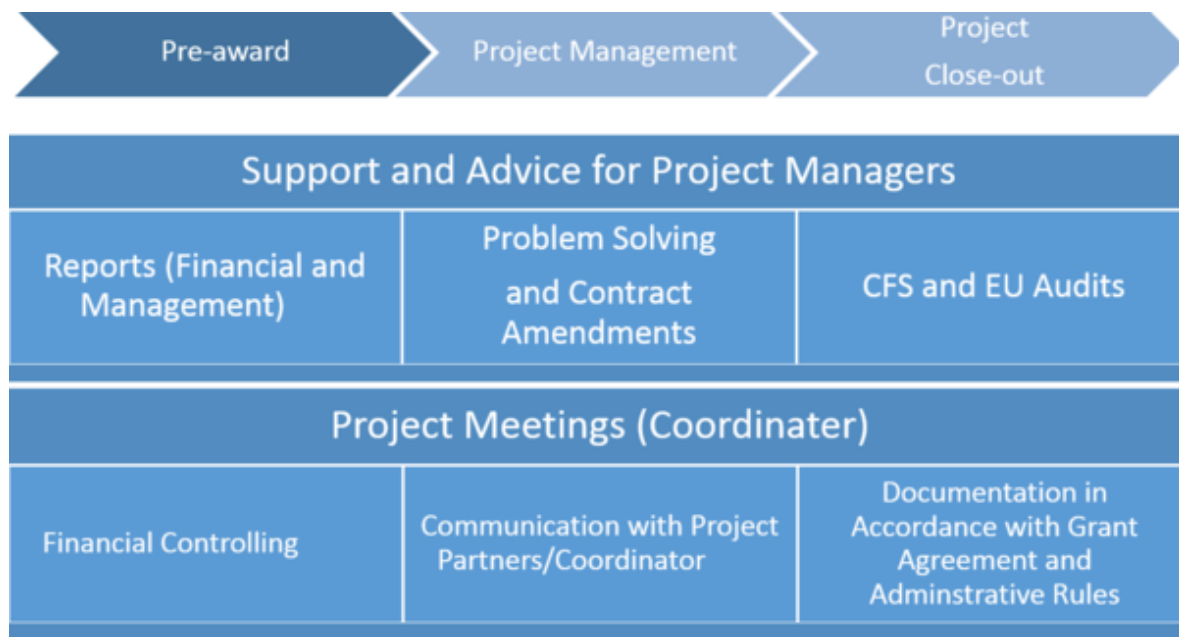 Pre-award
Project Management
Project
Close-out
Support and Advice for Project Managers
Reports (Financial and
Management)
Problem Solving
and Contract
Amendments
CFS and EU Audits
Project Meetings (Coordinater)
Financial Controlling
Communication with Project
Partners/Coordinator
Documentation in
Accordance with Grant
Agreement and
Adminstrative Rules